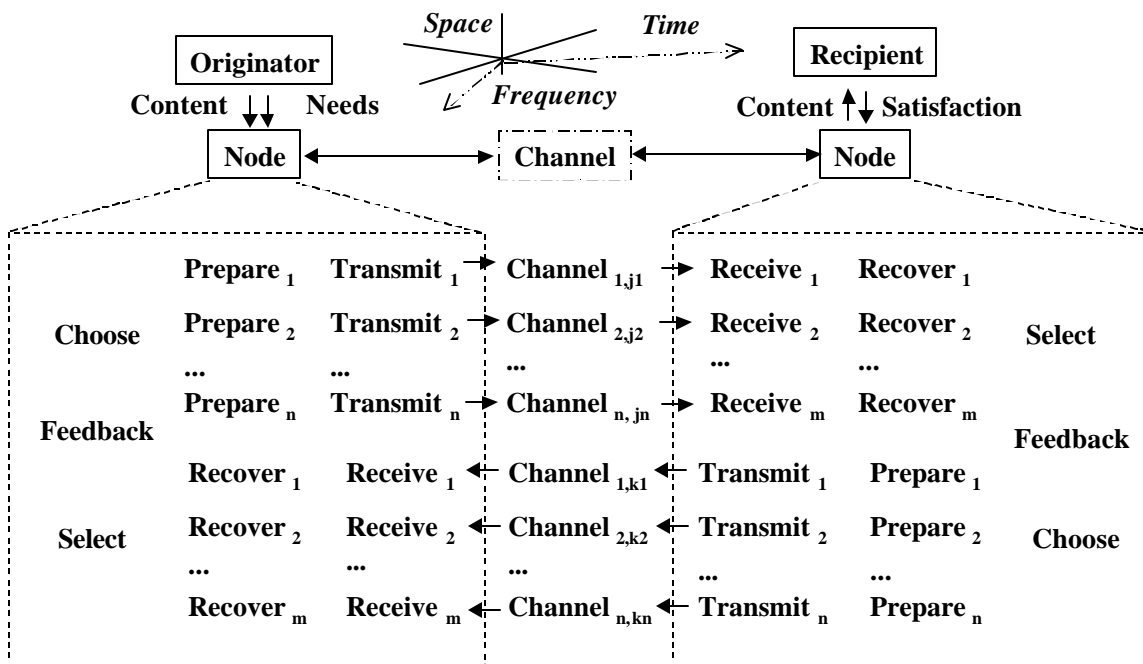 Space Time
Originator Recipient
Frequency
Content Needs Content Satisfaction
Node Channel Node
Prepare 1 Transmit 1 Channel 1,j1 Receive 1 Recover 1
Choose Prepare 2 Transmit 2 Channel 2,j2 Receive 2 Recover 2 Select
... ... ... ... ...
Prepare n Transmit n Channel n, jn Receive m Recover m
Feedback Feedback
Recover 1 Receive 1 Channel 1,k1 Transmit 1 Prepare 1
Select Recover 2 Receive 2 Channel 2,k2 Transmit 2 Prepare 2 Choose
... ... ... ... ...
Recover m Receive m Channel n,kn Transmit n Prepare n